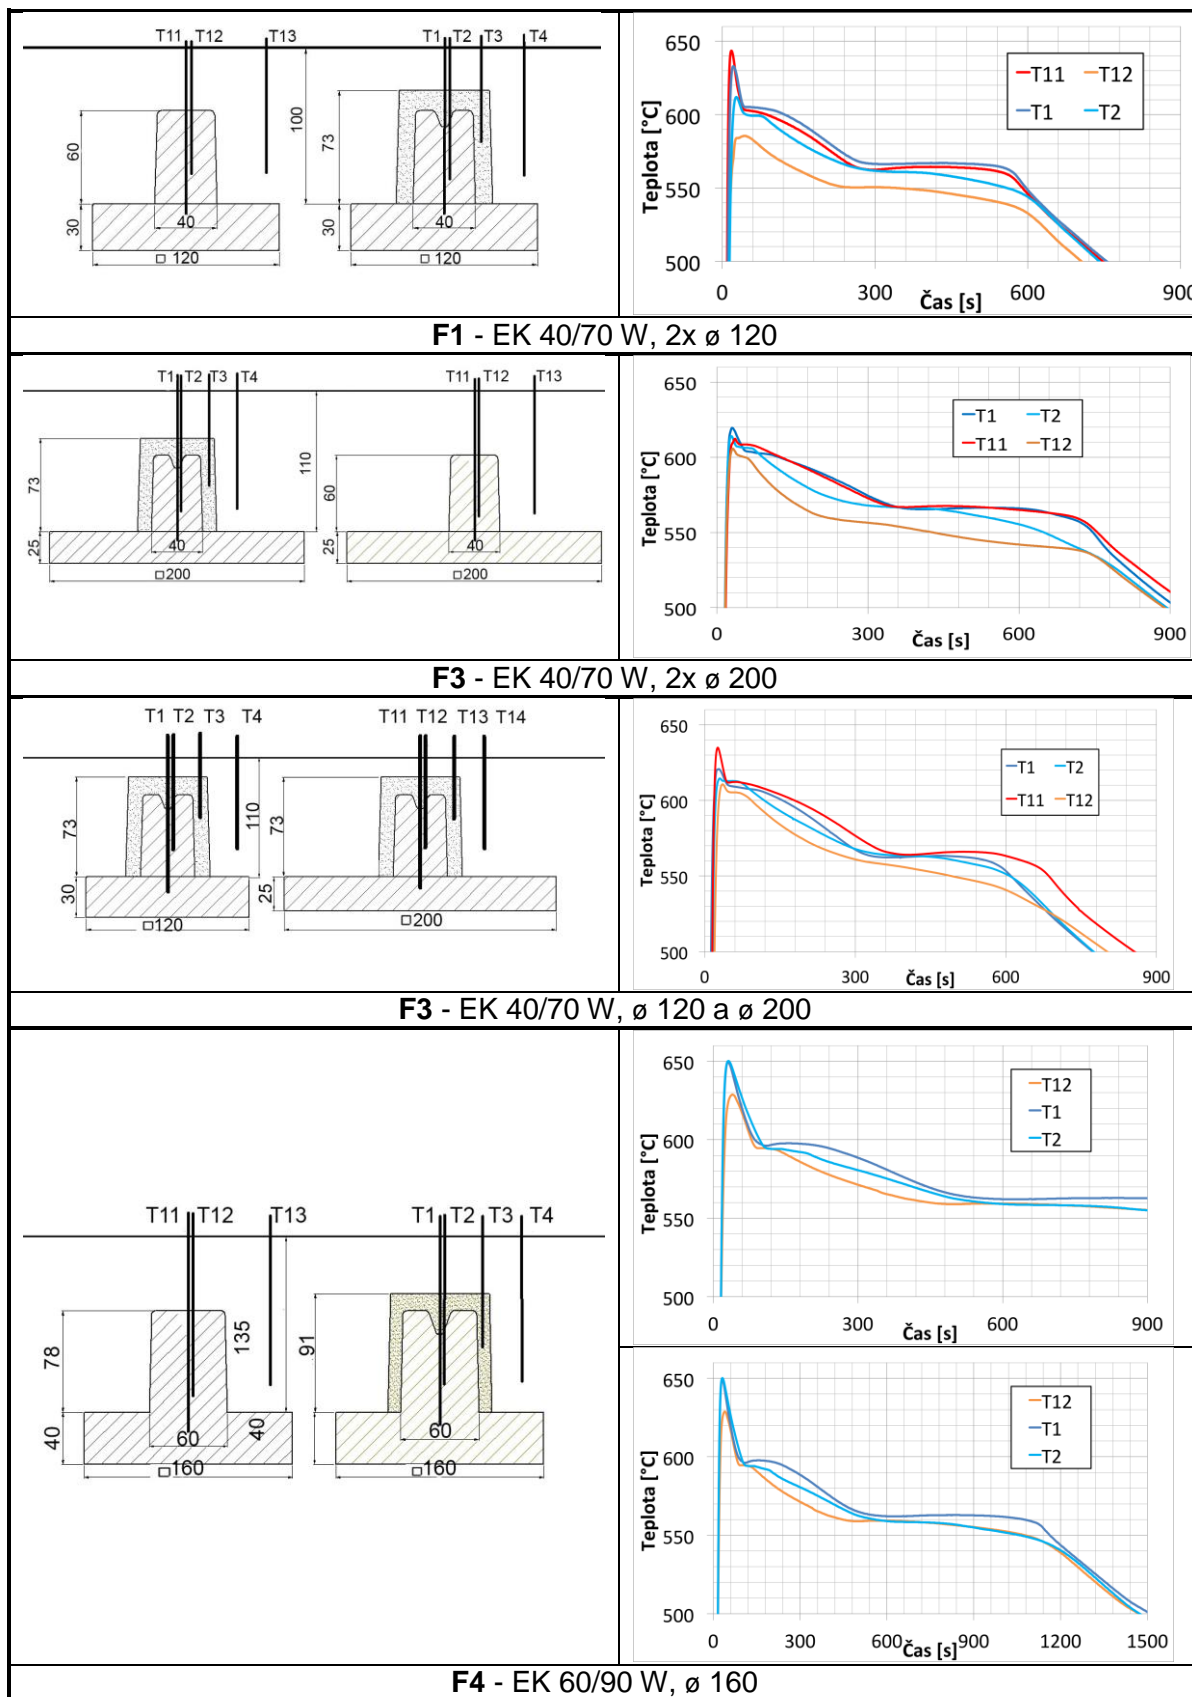 T11 T12 T13
T1 T2 T3 T4
60
30
40
□ 120
100
73
30
40
□ 120
Teplota [°C]
650
600
550
500
T11 T12
T1 T2
0 300 600 900
Čas [s]
F1 - EK 40/70 W, 2x ø 120
T1 T2 T3 T4
T11 T12 T13
73
25
40
□200
110
60
25
40
□200
Teplota [°C]
650
600
550
500
T1 T2
T11 T12
0 300 600 900
Čas [s]
F3 - EK 40/70 W, 2x ø 200
T1 T2 T3 T4
T11 T12 T13 T14
73
30
□120
110
73
25
□200
Teplota [°C]
650
600
550
500
T1 T2
T11 T12
0 300 600 900
Čas [s]
F3 - EK 40/70 W, ø 120 a ø 200
T11 T12 T13
T1 T2 T3 T4
78
40
60
□160
135
40
91
40
60
□160
Teplota [°C]
650
600
550
500
T12
T1
T2
0 300 600 900
Čas [s]
Teplota [°C]
650
600
550
500
T12
T1
T2
0 300 600 900 1200 1500
Čas [s]
F4 - EK 60/90 W, ø 160